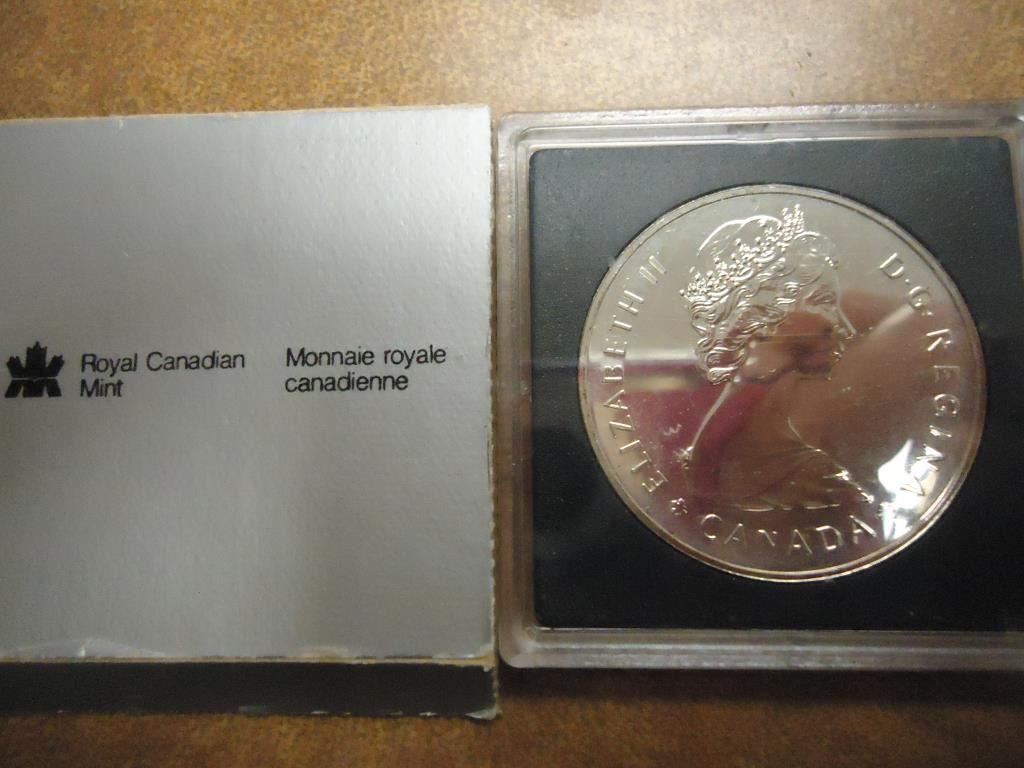 Royal Canadian
Mint
Monnaie royale
canadienne
ELIZABETH II
D·G·REGINA
CANADA